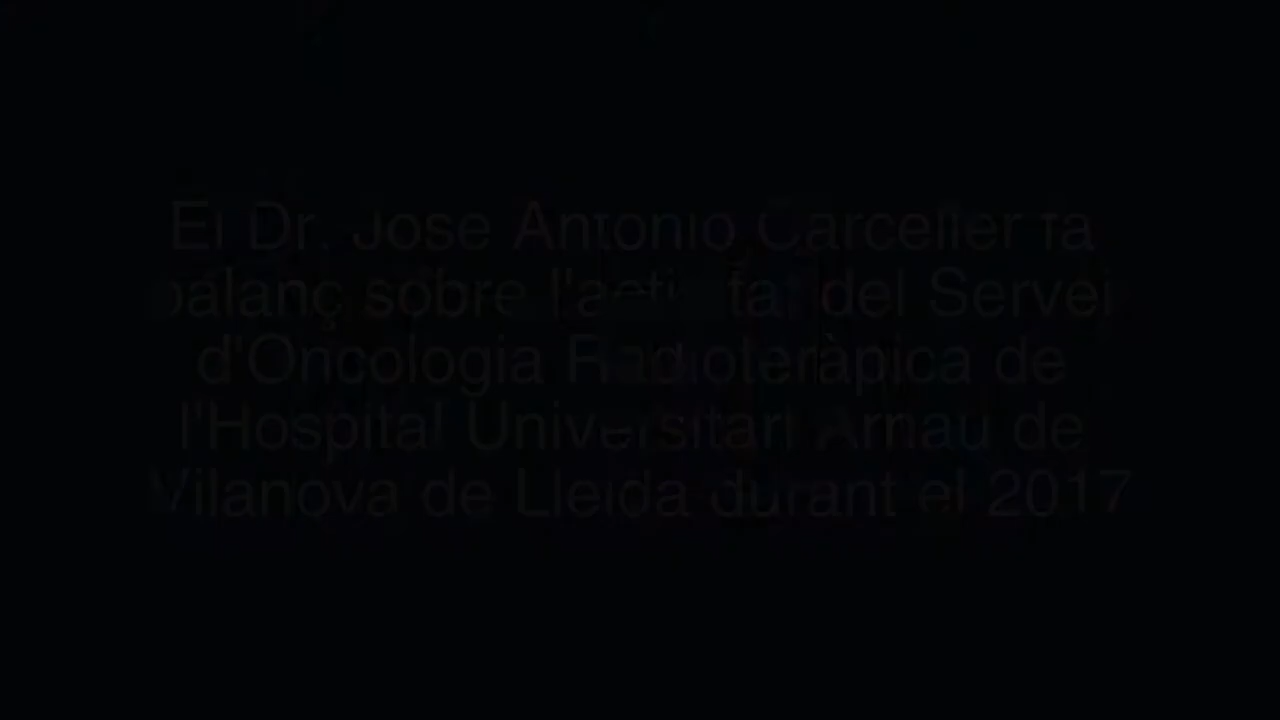 El Dr. Jose Antonio Carceller fa
balanç sobre l'activitat del Servei
d'Oncologia Radioteràpica de
l'Hospital Universitari Arnau de
Vilanova de Lleida durant el 2017